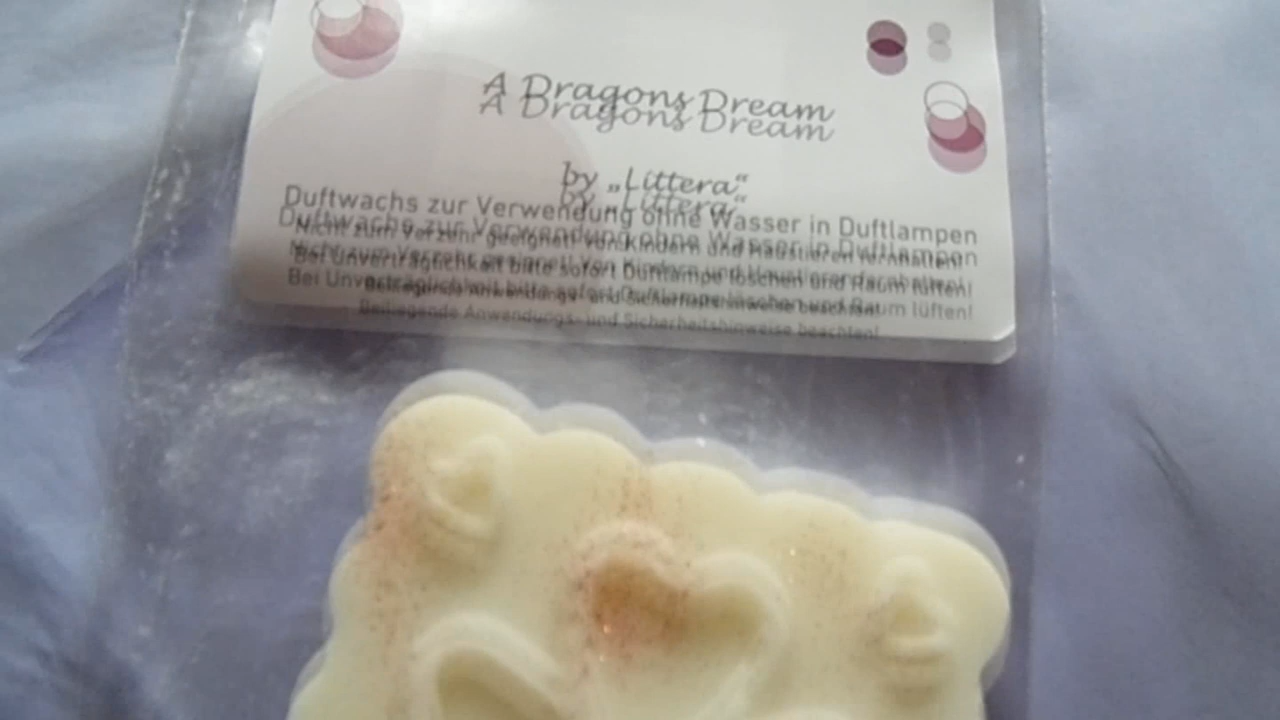 A Dragons Dream
by „Littera“
Duftwachs zur Verwendung ohne Wasser in Duftlampen
Nicht zum Verzehr geeignet! Von Kindern und Haustieren fernhalten!
Bei Unverträglichkeit bitte sofort Duftlampe löschen und Raum lüften!
Beiliegende Anwendungs- und Sicherheitshinweise beachten!